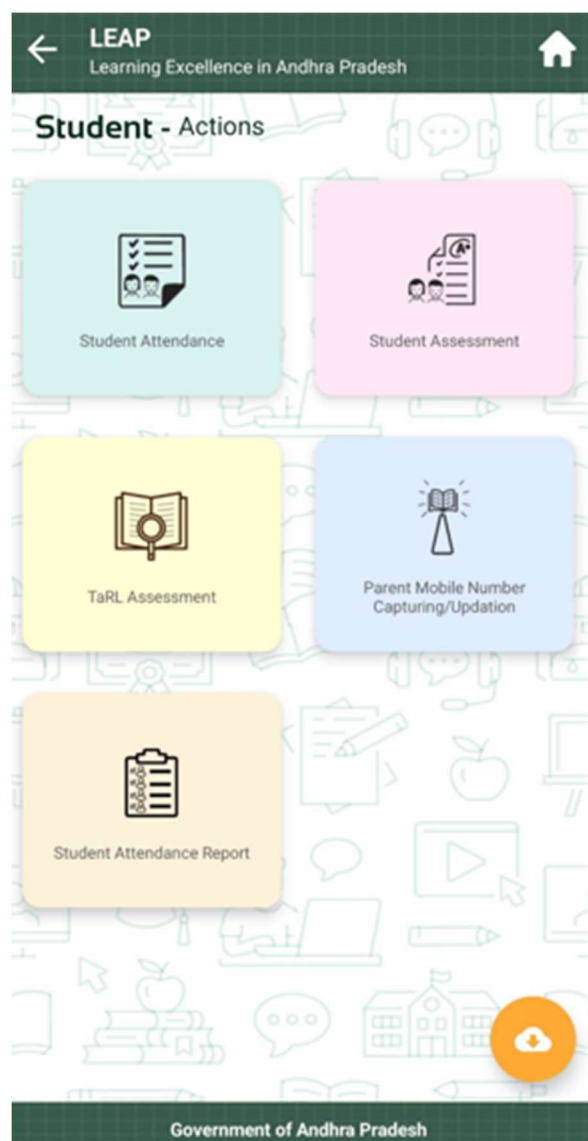 LEAP
Learning Excellence in Andhra Pradesh
Student - Actions
Student Attendance
Student Assessment
TaRL Assessment
Parent Mobile Number
Capturing/Updation
Student Attendance Report
Government of Andhra Pradesh